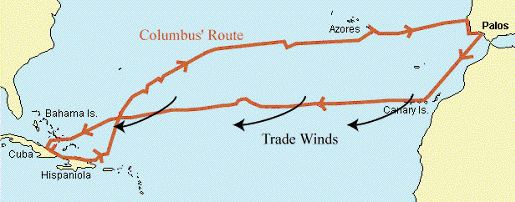 Columbus' Route
Azores
Palos
Bahama Is.
Canary Is.
Trade Winds
Cuba
Hispaniola